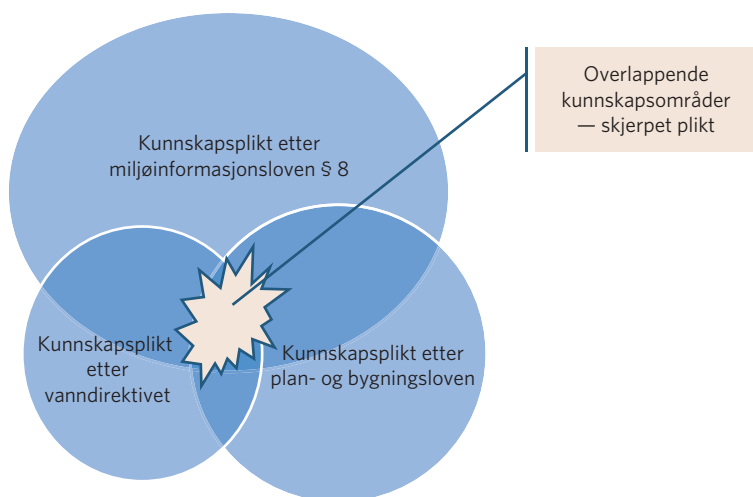 Overlappende
kunnskapsområder
— skjerpet plikt
Kunnskapsplikt etter
miljøinformasjonsloven § 8
Kunnskapsplikt
etter
vanndirektivet
Kunnskapsplikt etter
plan- og bygningsloven